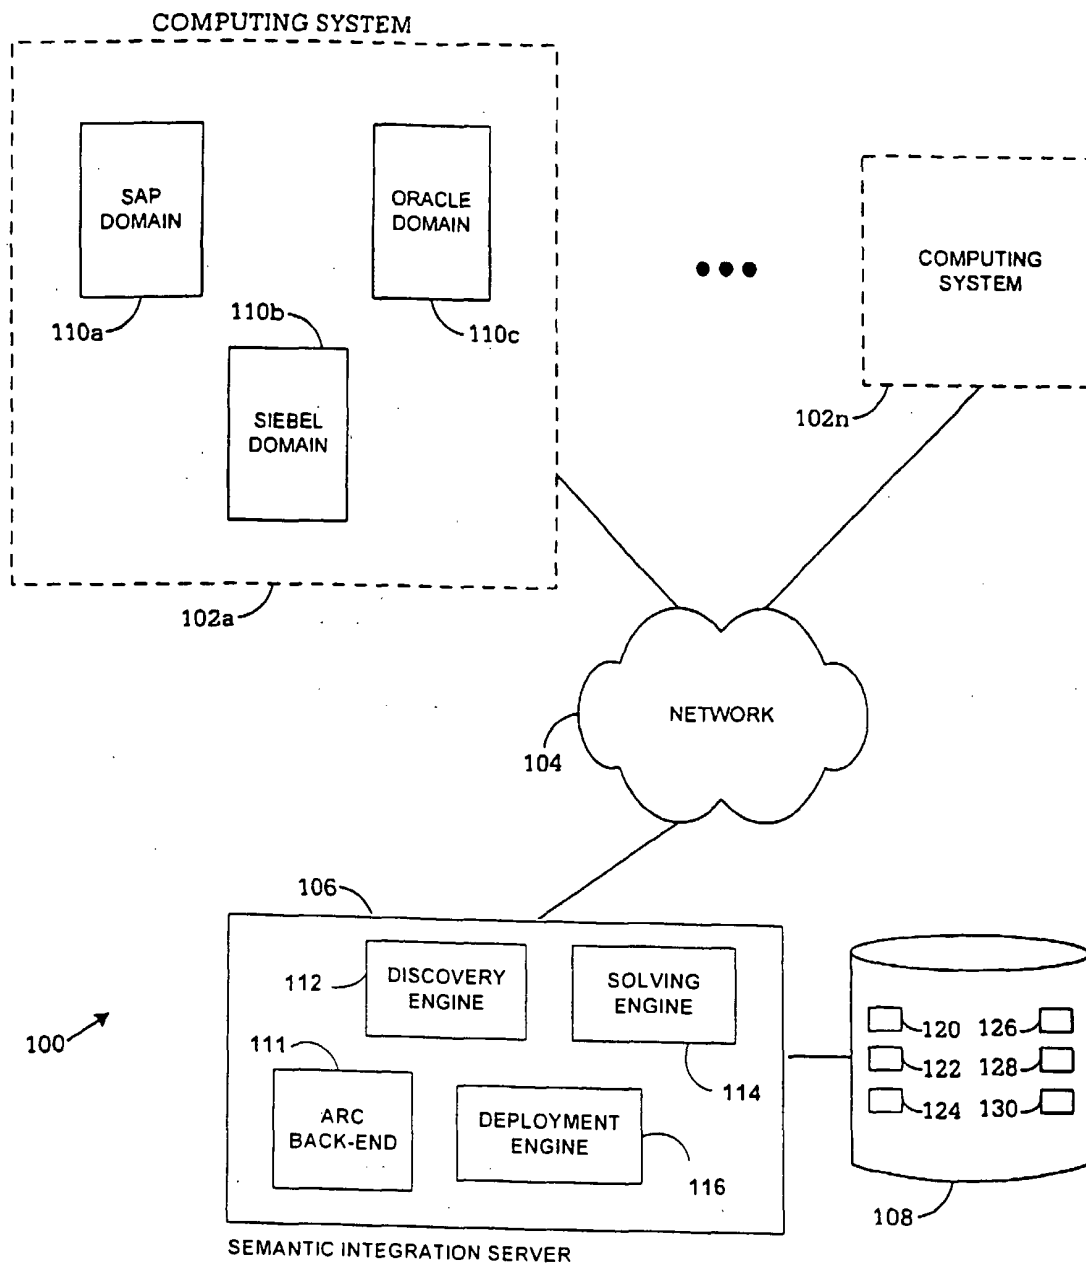 COMPUTING SYSTEM
SAP
DOMAIN
ORACLE
DOMAIN
110a
110b
110c
SIEBEL
DOMAIN
102a
COMPUTING
SYSTEM
102n
NETWORK
104
106
112
DISCOVERY
ENGINE
SOLVING
ENGINE
100
111
114
ARC
BACK-END
DEPLOYMENT
ENGINE
116
120
126
122
128
124
130
108
SEMANTIC INTEGRATION SERVER